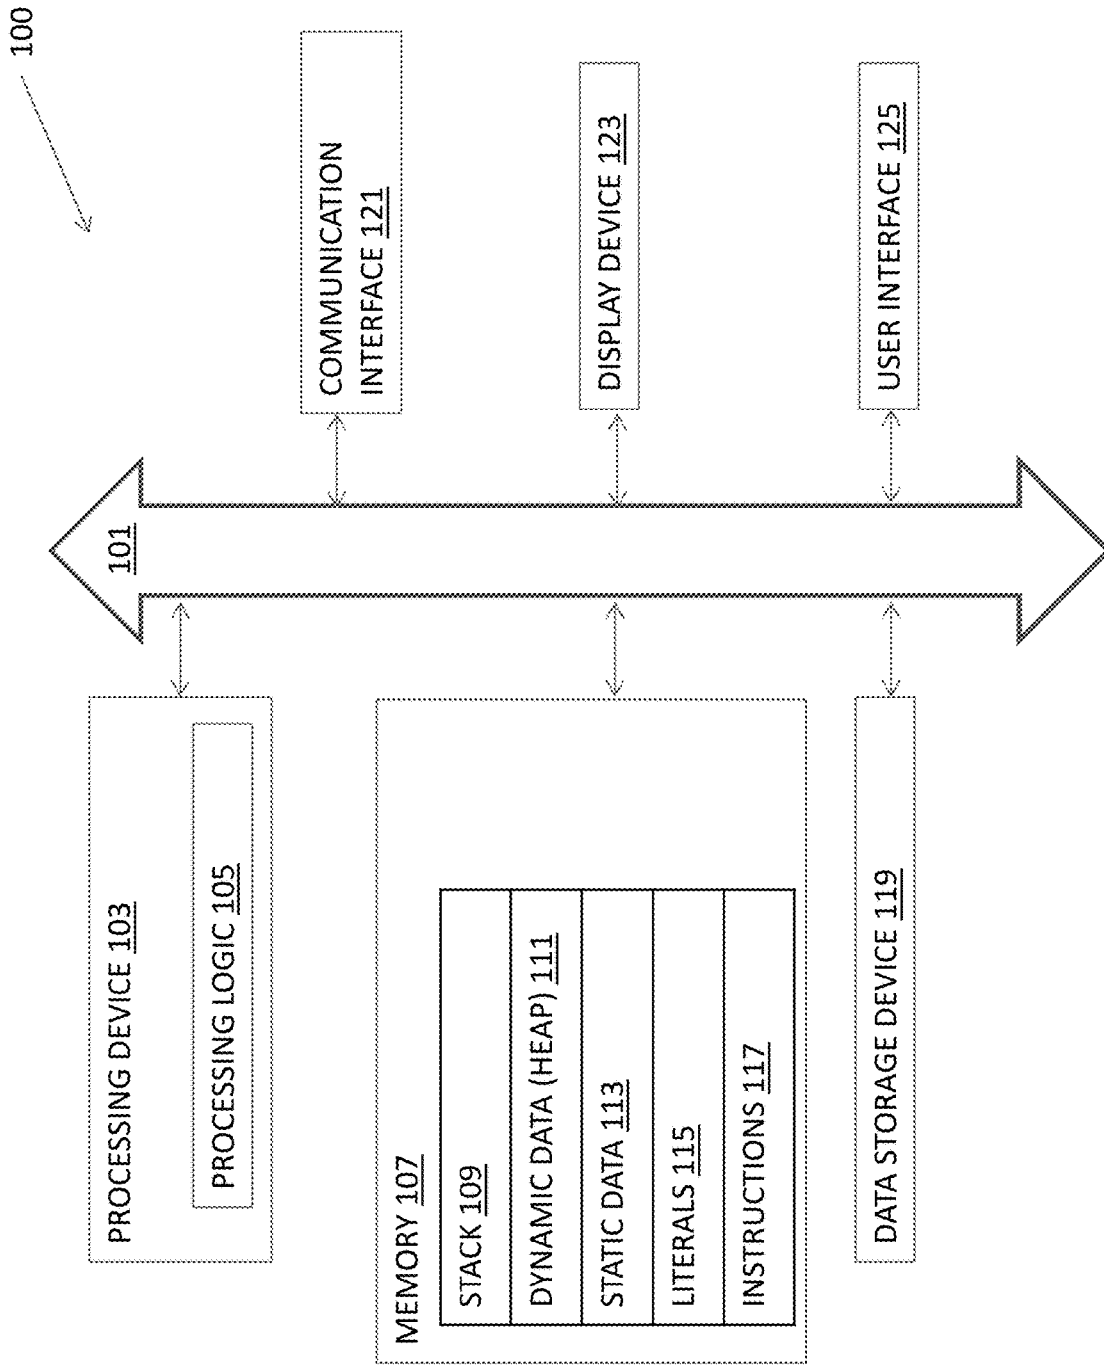 100
PROCESSING DEVICE 103
PROCESSING LOGIC 105
MEMORY 107
STACK 109
DYNAMIC DATA (HEAP) 111
STATIC DATA 113
LITERALS 115
INSTRUCTIONS 117
DATA STORAGE DEVICE 119
101
COMMUNICATION
INTERFACE 121
DISPLAY DEVICE 123
USER INTERFACE 125